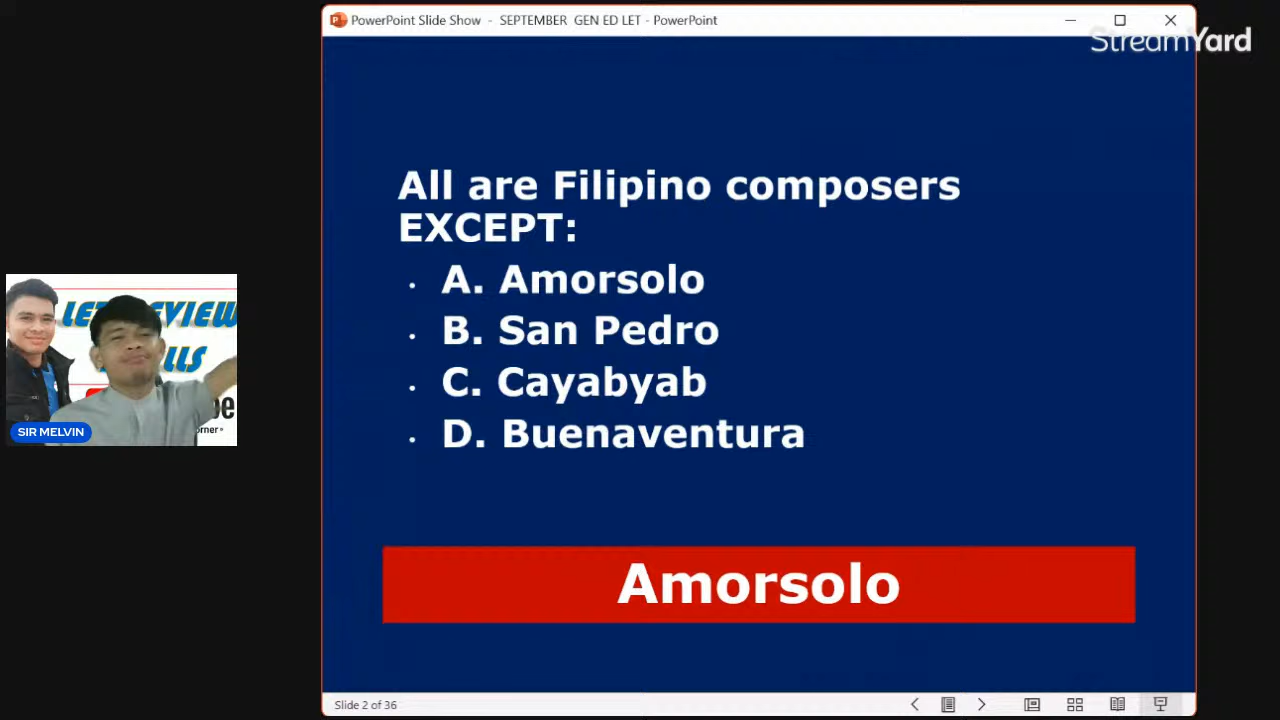 PowerPoint Slide Show - SEPTEMBER GEN ED LET - PowerPoint
StreamYard
All are Filipino composers
EXCEPT:
· A. Amorsolo
· B. San Pedro
· C. Cayabyab
· D. Buenaventura
SIR MELVIN
Amorsolo
Slide 2 of 36